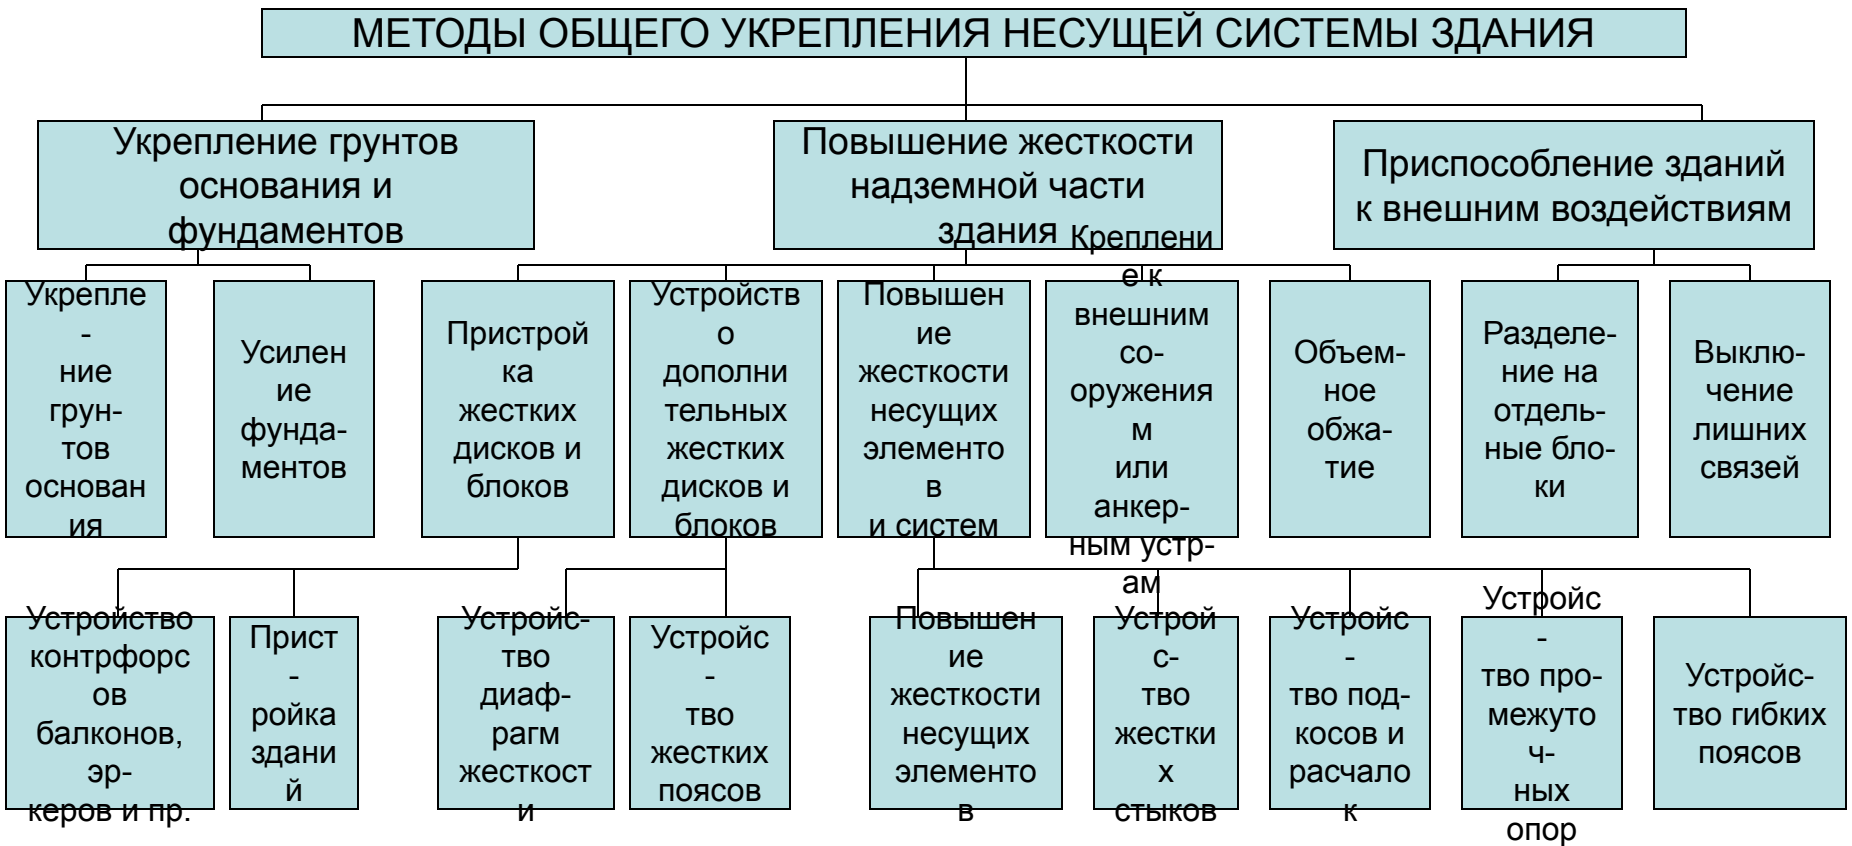 МЕТОДЫ ОБЩЕГО УКРЕПЛЕНИЯ НЕСУЩЕЙ СИСТЕМЫ ЗДАНИЯ
Укрепление грунтов
основания и
фундаментов
Повышение жесткости
надземной части
здания
Приспособление зданий
к внешним воздействиям
Укрепле
-
ние
грун-
тов
основан
ия
Усилен
ие
фунда-
ментов
Пристрой
ка
жестких
дисков и
блоков
Устройств
о
дополни
тельных
жестких
дисков и
блоков
Повышен
ие
жесткости
несущих
элементо
в
и систем
Креплени
е к
внешним
со-
оружения
м
или
анкер-
ным устр-
ам
Объем-
ное
обжа-
тие
Разделе-
ние на
отдель-
ные бло-
ки
Выклю-
чение
лишних
связей
Устройство
контрфорс
ов
балконов,
эр-
керов и пр.
Прист
-
ройка
здани
й
Устройс-
тво
диаф-
рагм
жесткост
и
Устройс
-
тво
жестких
поясов
Повышен
ие
жесткости
несущих
элементо
в
Устрой
с-
тво
жестки
х
стыков
Устройс
-
тво под-
косов и
расчало
к
Устройс
-
тво про-
межуто
ч-
ных
опор
Устройс-
тво гибких
поясов